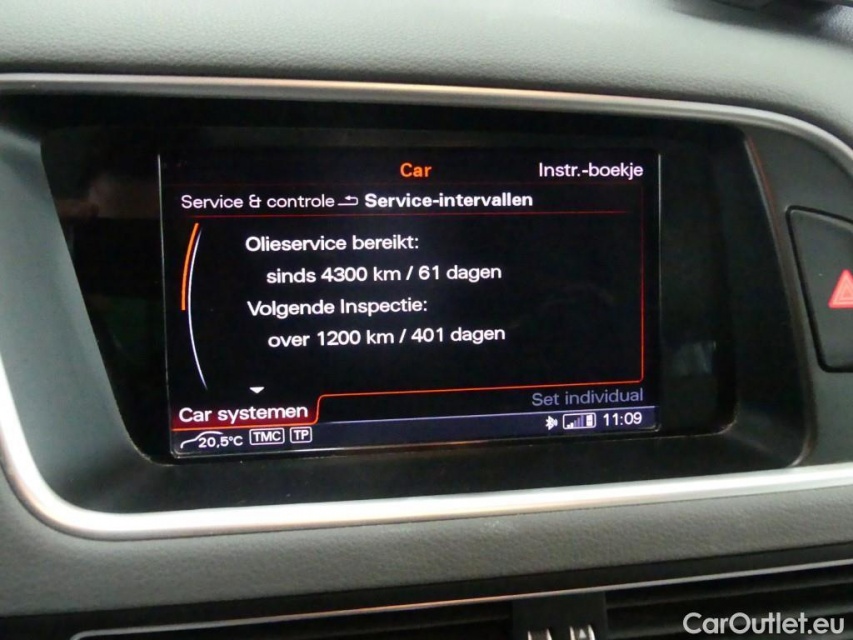 Car
Instr.-boekje
Service & controle Service-intervallen
Olieservice bereikt:
sinds 4300 km / 61 dagen
Volgende Inspectie:
over 1200 km / 401 dagen
Set individual
Car systemen
20,5°C TMC TP 11:09
CarOutlet.eu